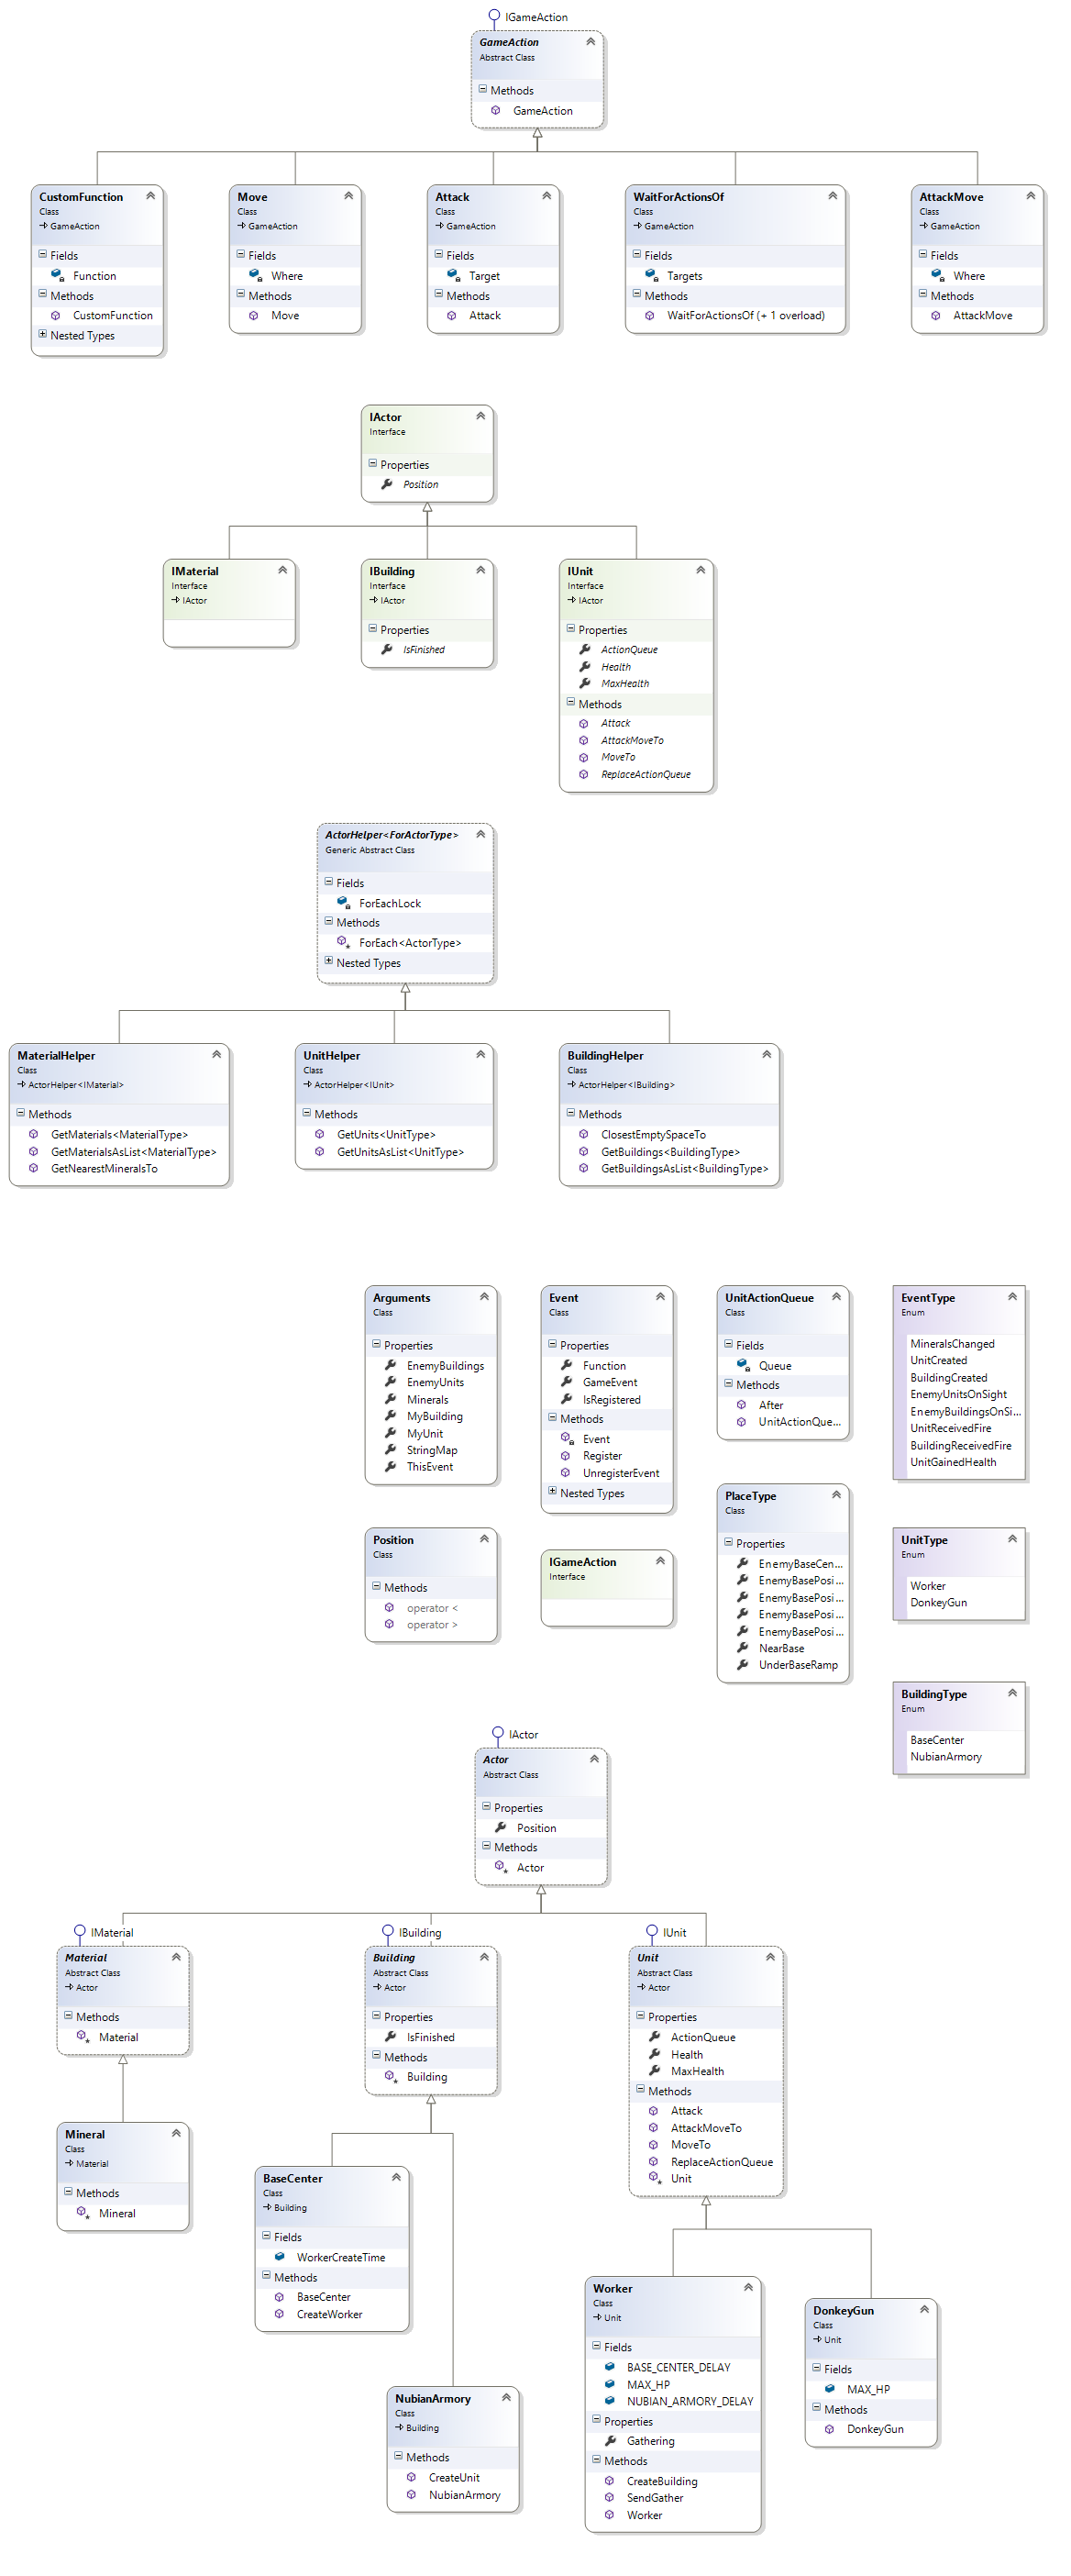 IGameAction
GameAction
Abstract Class
Methods
GameAction
CustomFunction
Class
GameAction
Fields
Function
Methods
CustomFunction
Nested Types
Move
Class
GameAction
Fields
Where
Methods
Move
Attack
Class
GameAction
Fields
Target
Methods
Attack
WaitForActionsOf
Class
GameAction
Fields
Targets
Methods
WaitForActionsOf (+ 1 overload)
AttackMove
Class
GameAction
Fields
Where
Methods
AttackMove
IActor
Interface
Properties
Position
IMaterial
Interface
IActor
IBuilding
Interface
IActor
Properties
IsFinished
IUnit
Interface
IActor
Properties
ActionQueue
Health
MaxHealth
Methods
Attack
AttackMoveTo
MoveTo
ReplaceActionQueue
ActorHelper<ForActorType>
Generic Abstract Class
Fields
ForEachLock
Methods
ForEach<ActorType>
Nested Types
MaterialHelper
Class
ActorHelper<IMaterial>
Methods
GetMaterials<MaterialType>
GetMaterialsAsList<MaterialType>
GetNearestMineralsTo
UnitHelper
Class
ActorHelper<IUnit>
Methods
GetUnits<UnitType>
GetUnitsAsList<UnitType>
BuildingHelper
Class
ActorHelper<IBuilding>
Methods
ClosestEmptySpaceTo
GetBuildings<BuildingType>
GetBuildingsAsList<BuildingType>
Arguments
Class
Properties
EnemyBuildings
EnemyUnits
Minerals
MyBuilding
MyUnit
StringMap
ThisEvent
Event
Class
Properties
Function
GameEvent
IsRegistered
Methods
Event
Register
UnregisterEvent
Nested Types
UnitActionQueue
Class
Fields
Queue
Methods
After
UnitActionQue...
EventType
Enum
MineralsChanged
UnitCreated
BuildingCreated
EnemyUnitsOnSight
EnemyBuildingsOnSi...
UnitReceivedFire
BuildingReceivedFire
UnitGainedHealth
Position
Class
Methods
operator <
operator >
IGameAction
Interface
PlaceType
Class
Properties
EnemyBaseCen...
EnemyBasePosi...
EnemyBasePosi...
EnemyBasePosi...
EnemyBasePosi...
NearBase
UnderBaseRamp
UnitType
Enum
Worker
DonkeyGun
BuildingType
Enum
BaseCenter
NubianArmory
IActor
Actor
Abstract Class
Properties
Position
Methods
Actor
IMaterial
Material
Abstract Class
Actor
Methods
Material
IBuilding
Building
Abstract Class
Actor
Properties
IsFinished
Methods
Building
IUnit
Unit
Abstract Class
Actor
Properties
ActionQueue
Health
MaxHealth
Methods
Attack
AttackMoveTo
MoveTo
ReplaceActionQueue
Unit
Mineral
Class
Material
Methods
Mineral
BaseCenter
Class
Building
Fields
WorkerCreateTime
Methods
BaseCenter
CreateWorker
NubianArmory
Class
Building
Methods
CreateUnit
NubianArmory
Worker
Class
Unit
Fields
BASE_CENTER_DELAY
MAX_HP
NUBIAN_ARMORY_DELAY
Properties
Gathering
Methods
CreateBuilding
SendGather
Worker
DonkeyGun
Class
Unit
Fields
MAX_HP
Methods
DonkeyGun